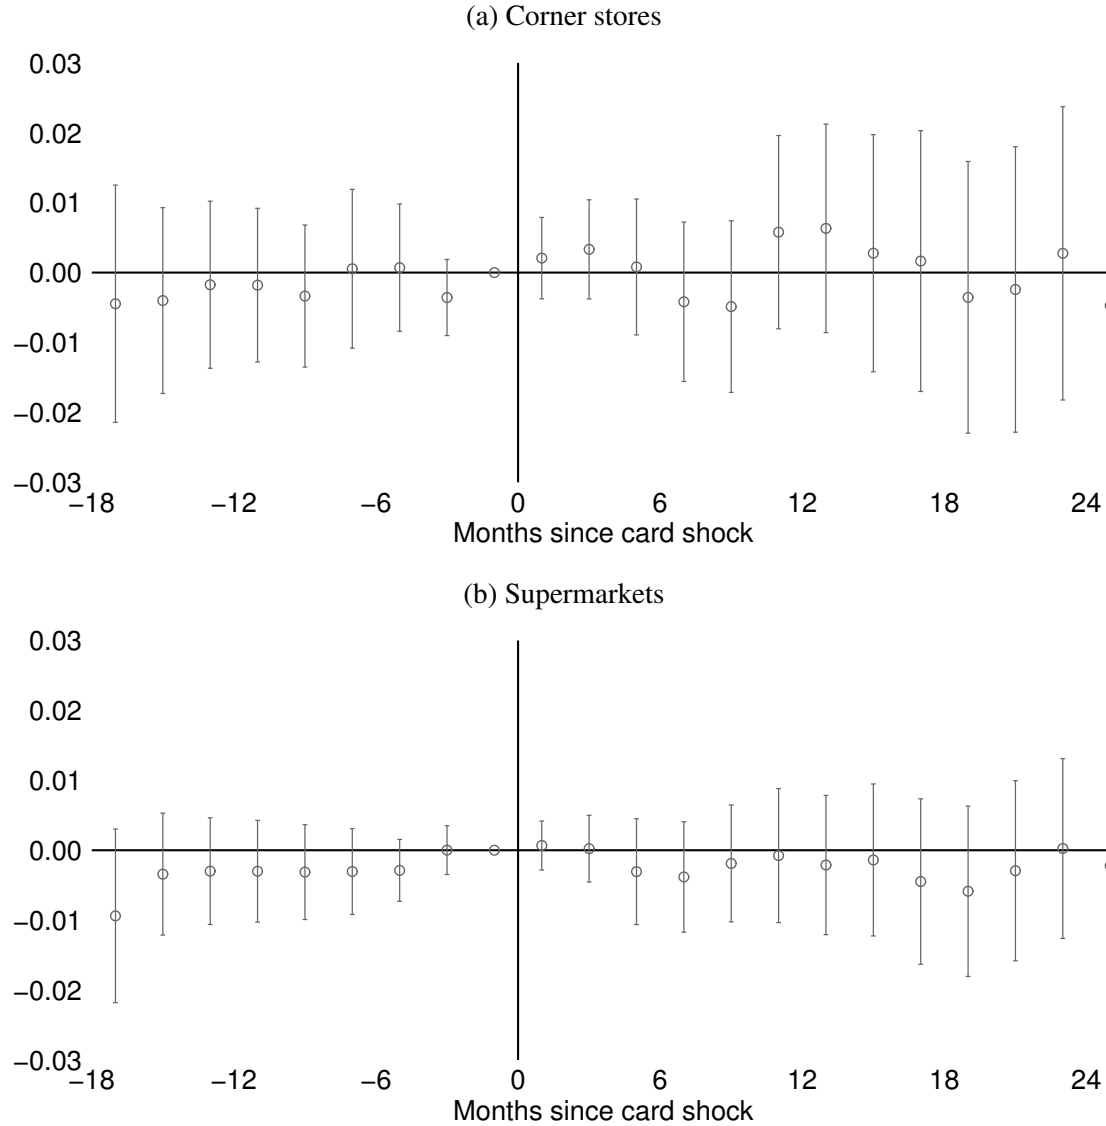 (a) Corner stores
0.03
0.02
0.01
0.00
−0.01
−0.02
−0.03
−18 −12 −6 0 6 12 18 24
Months since card shock
(b) Supermarkets
0.03
0.02
0.01
0.00
−0.01
−0.02
−0.03
−18 −12 −6 0 6 12 18 24
Months since card shock